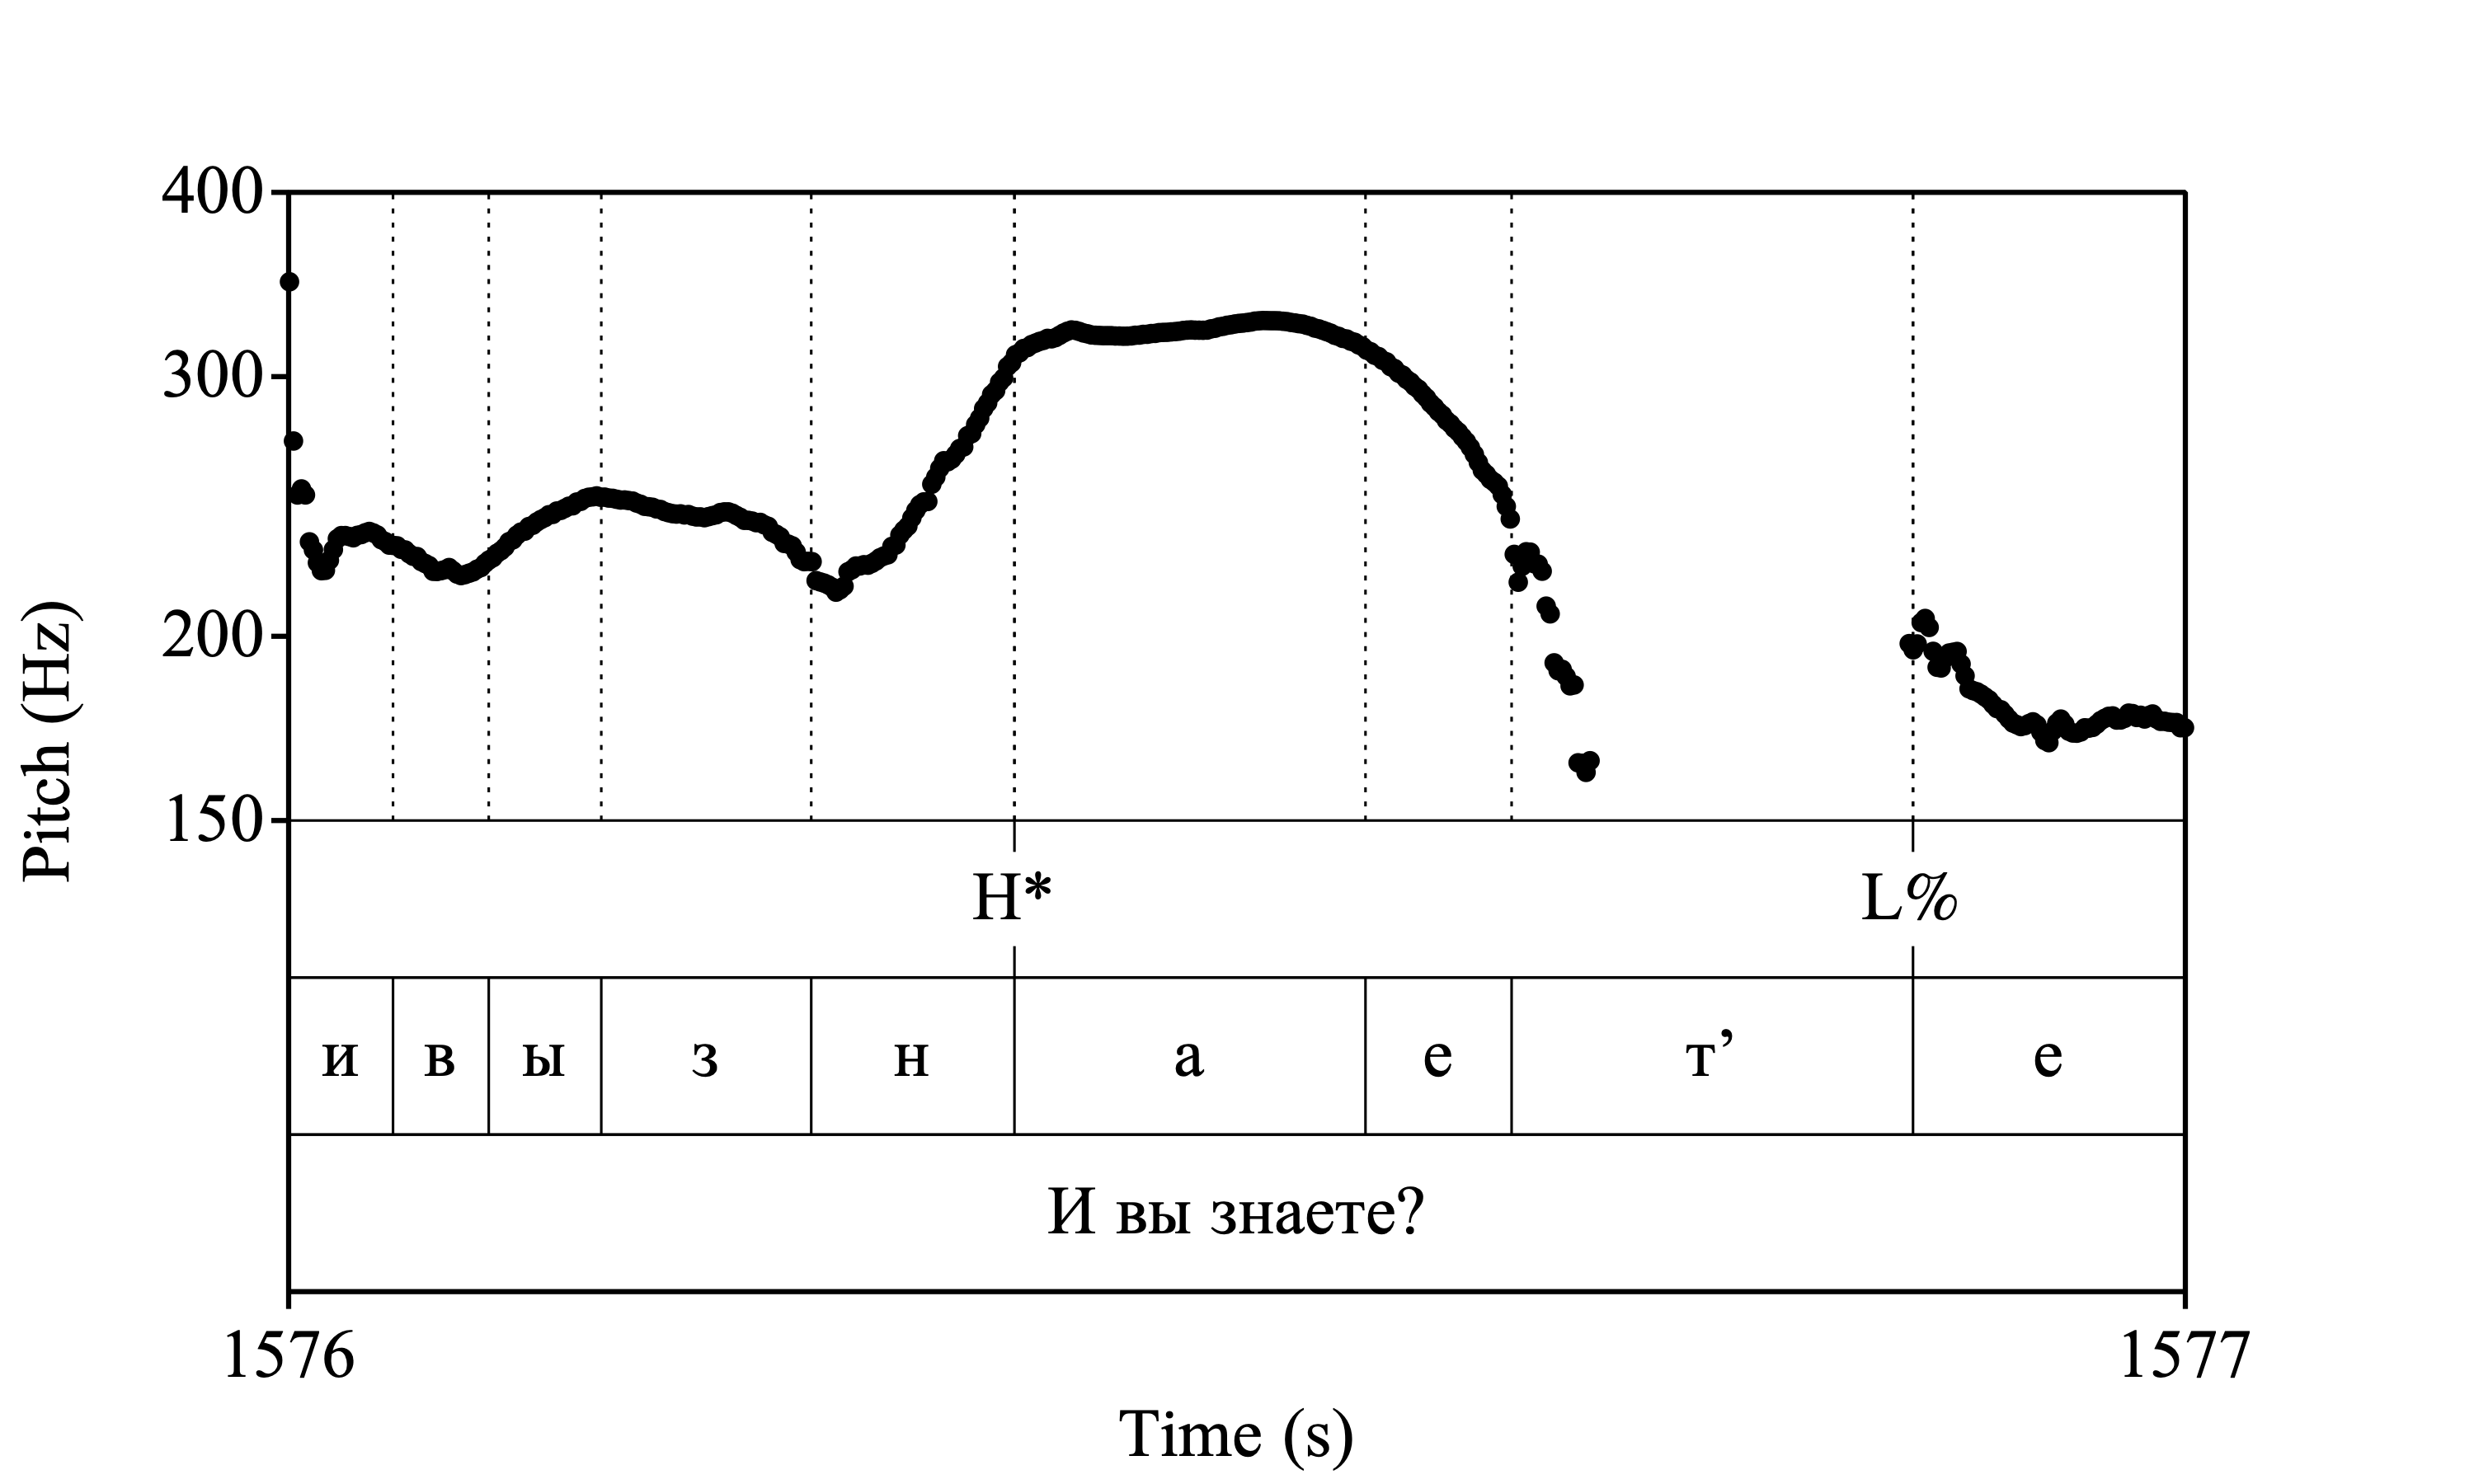 400
300
200
150
Pitch (Hz)
H* L%
и в ы з н а е т’ е
И вы знаете?
1576 1577
Time (s)